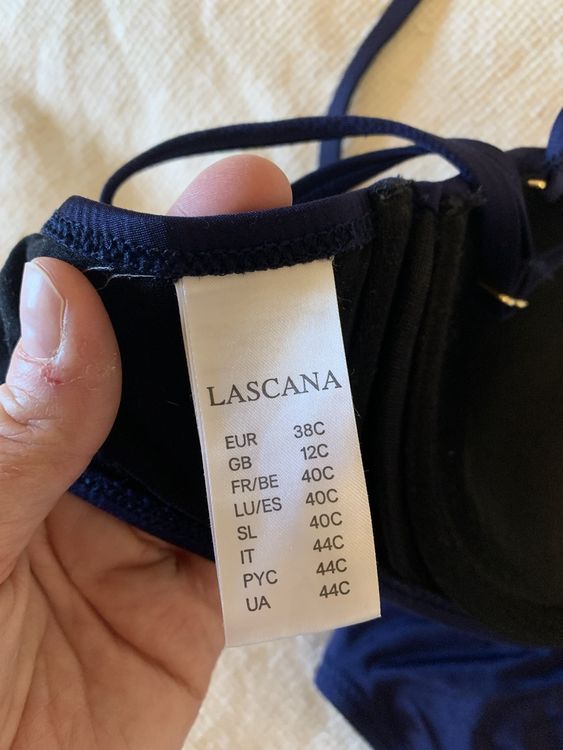 LASCANA
EUR 38C
GB 12C
FR/BE 40C
LU/ES 40C
SL 40C
IT 44C
PYC 44C
UA 44C